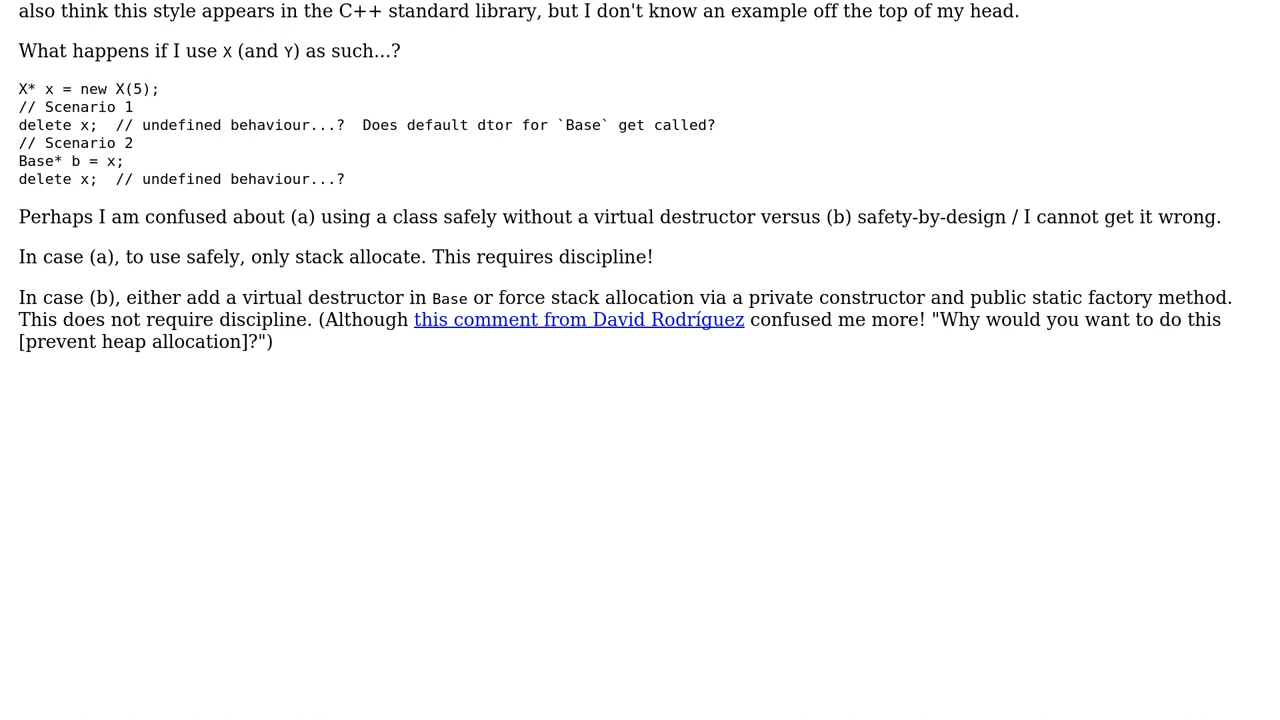 also think this style appears in the C++ standard library, but I don't know an example off the top of my head.
What happens if I use X (and Y) as such...?
X* x = new X(5);
// Scenario 1
delete x;  // undefined behaviour...?  Does default dtor for `Base` get called?
// Scenario 2
Base* b = x;
delete x;  // undefined behaviour...?
Perhaps I am confused about (a) using a class safely without a virtual destructor versus (b) safety-by-design / I cannot get it wrong.
In case (a), to use safely, only stack allocate. This requires discipline!
In case (b), either add a virtual destructor in Base or force stack allocation via a private constructor and public static factory method.
This does not require discipline. (Although this comment from David Rodríguez confused me more! "Why would you want to do this
[prevent heap allocation]?")